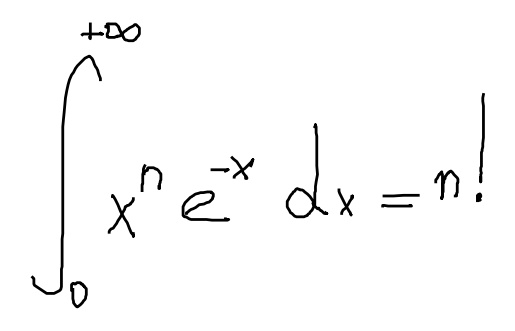 ∫₀^{+∞} xⁿ e⁻ˣ dx = n!